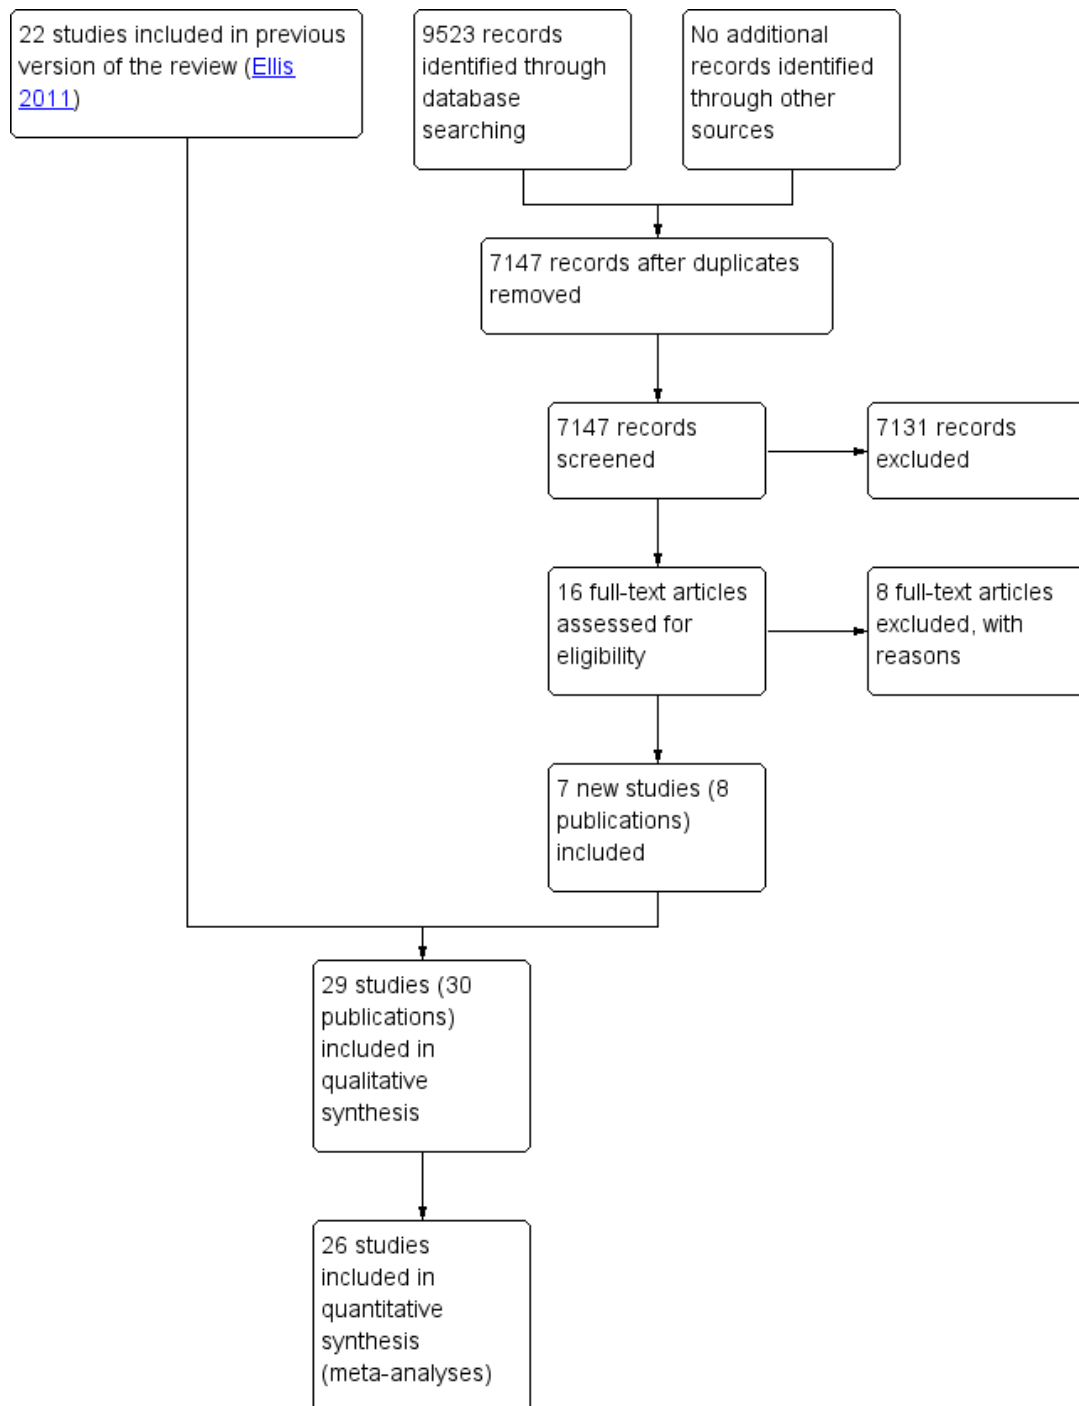 22 studies included in previous
version of the review (Ellis
2011)
9523 records
identified through
database
searching
No additional
records identified
through other
sources
7147 records after duplicates
removed
7147 records
screened
7131 records
excluded
16 full-text articles
assessed for
eligibility
8 full-text articles
excluded, with
reasons
7 new studies (8
publications)
included
29 studies (30
publications)
included in
qualitative
synthesis
26 studies
included in
quantitative
synthesis
(meta-analyses)